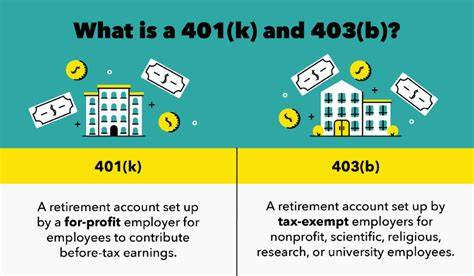 What is a 401(k) and 403(b)?
401(k)
A retirement account set up
by a for-profit employer for
employees to contribute
before-tax earnings.
403(b)
A retirement account set up by
tax-exempt employers for
nonprofit, scientific, religious,
research, or university employees.